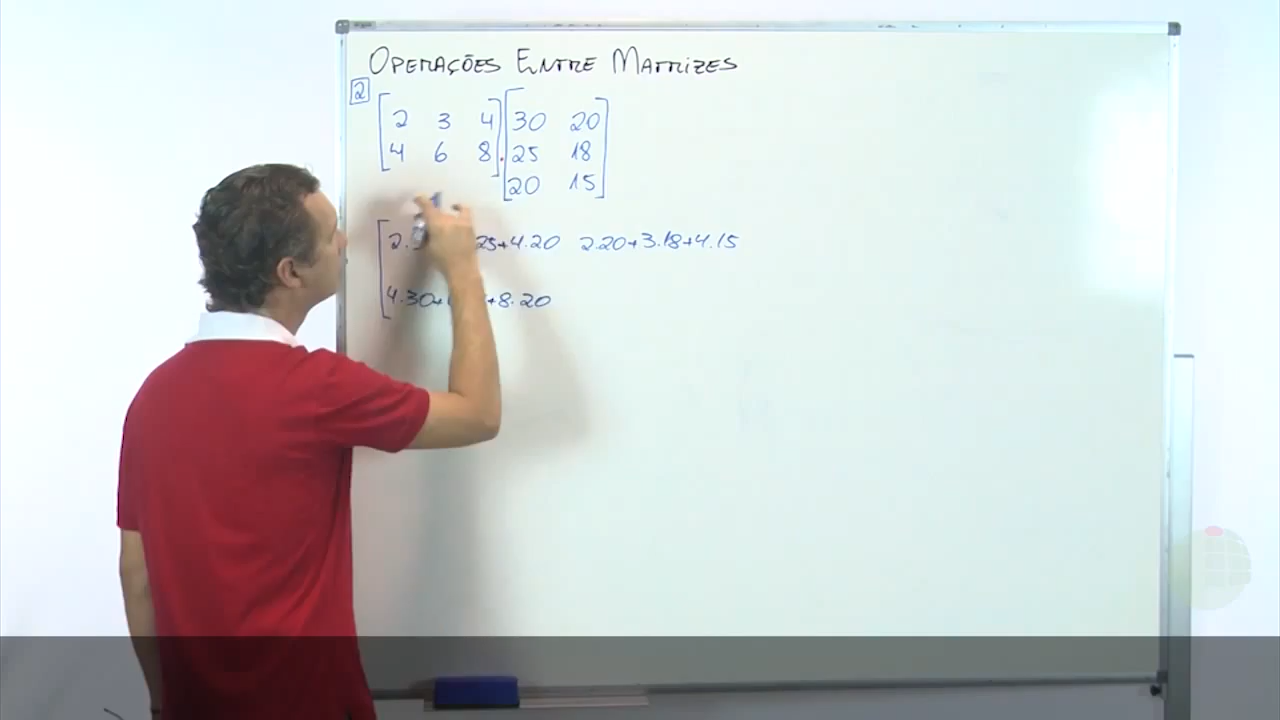 OPERAÇÕES ENTRE MATRIZES
2
2 3 4 30 20
4 6 8 . 25 18
20 15
2. 25+4.20 2.20+3.18+4.15
4.30+ +8.20